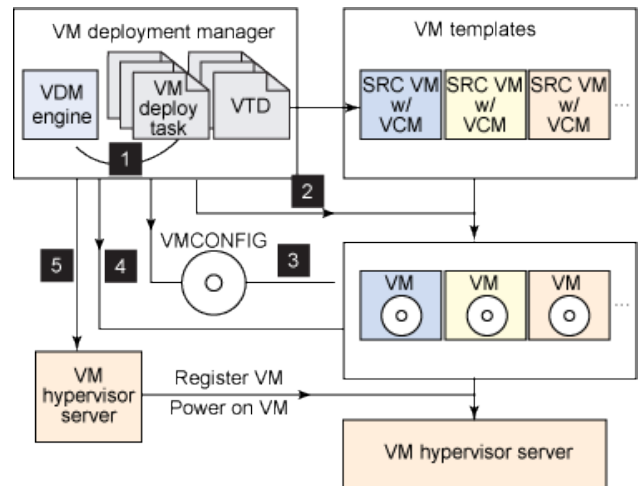 VM deployment manager
VDM
engine
VM
deploy
task
VTD
1
VM templates
SRC VM
w/
VCM
SRC VM
w/
VCM
SRC VM
w/
VCM
...
2
VMCONFIG
3
5
4
VM
VM
VM
...
VM
hypervisor
server
Register VM
Power on VM
VM hypervisor server